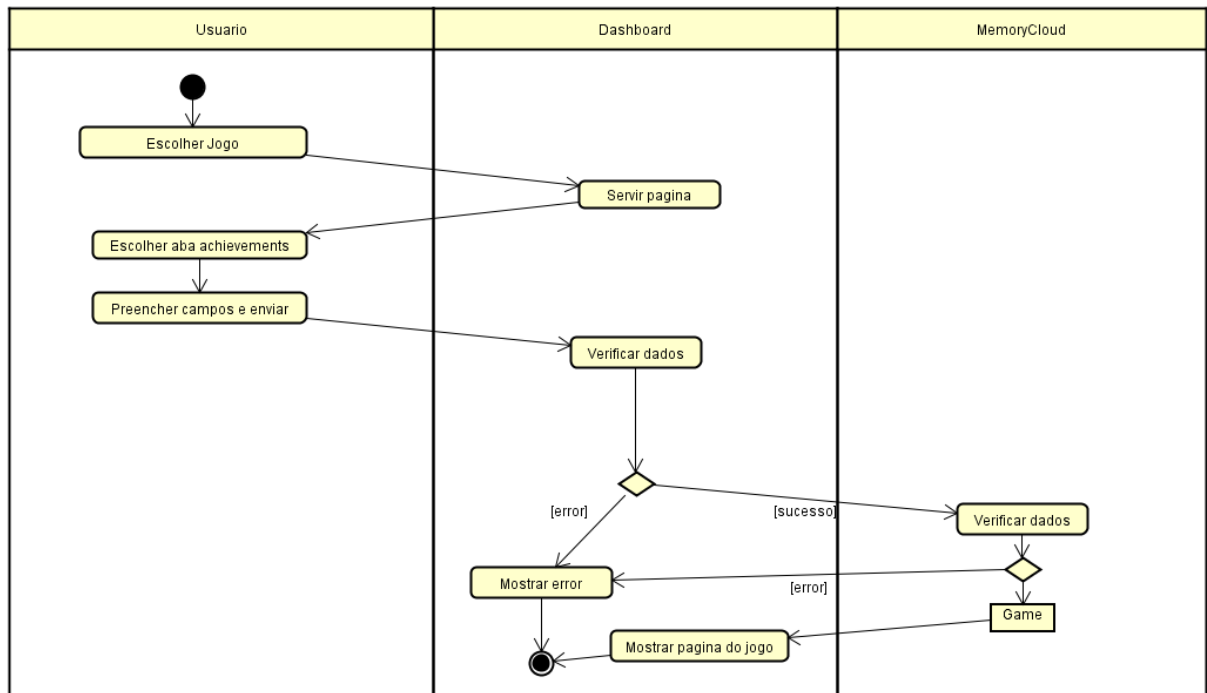 Usuario
Dashboard
MemoryCloud
Escolher Jogo
Servir pagina
Escolher aba achievements
Preencher campos e enviar
Verificar dados
[error]
[sucesso]
Verificar dados
Mostrar error
[error]
Game
Mostrar pagina do jogo